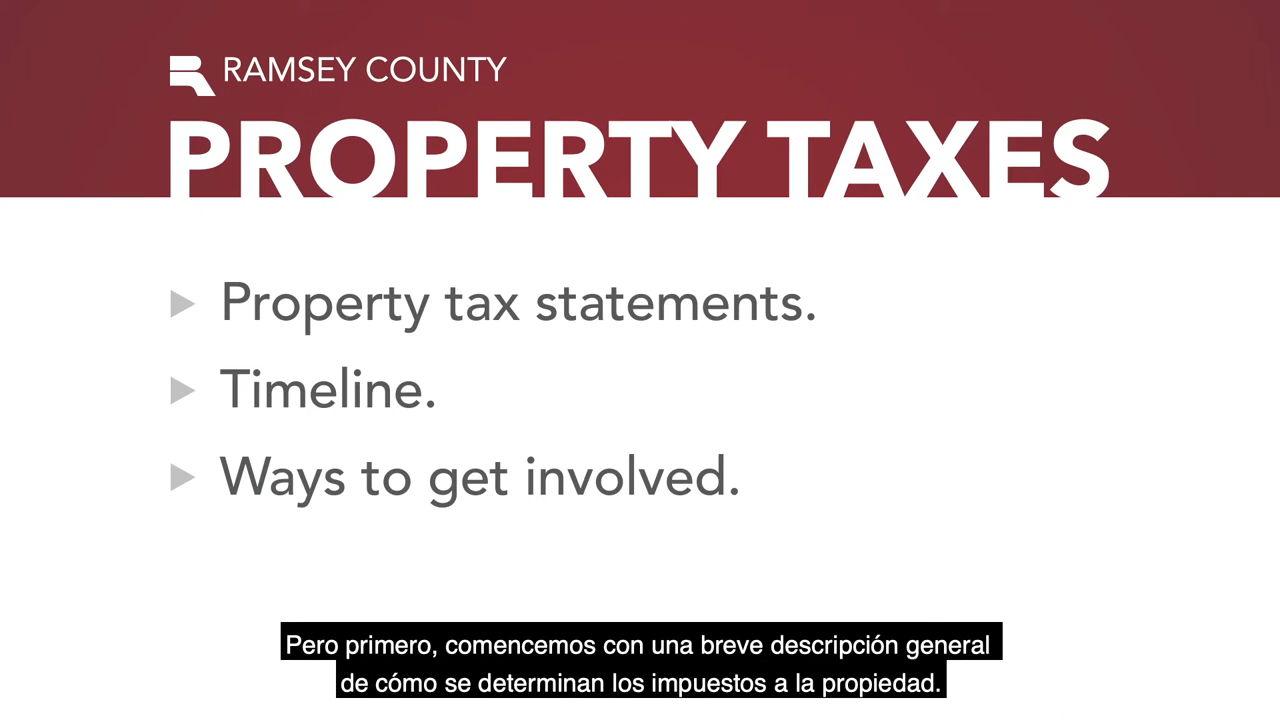 RAMSEY COUNTY
PROPERTY TAXES
Property tax statements.
Timeline.
Ways to get involved.
Pero primero, comencemos con una breve descripción general
de cómo se determinan los impuestos a la propiedad.